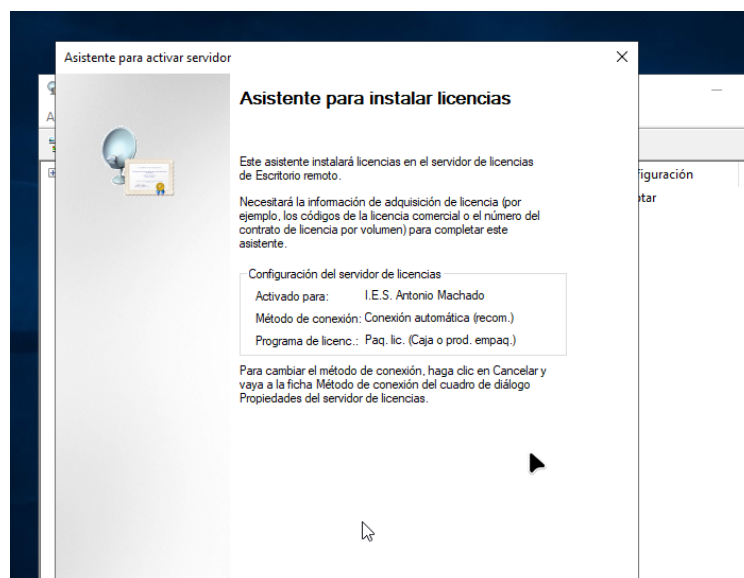 Asistente para activar servidor
A
Asistente para instalar licencias
Este asistente instalará licencias en el servidor de licencias
de Escritorio remoto.
figuración
otar
Necesitará la información de adquisición de licencia (por
ejemplo, los códigos de la licencia comercial o el número del
contrato de licencia por volumen) para completar este
asistente.
Configuración del servidor de licencias
Activado para: I.E.S. Antonio Machado
Método de conexión: Conexión automática (recom.)
Programa de licenc.: Paq. lic. (Caja o prod. empaq.)
Para cambiar el método de conexión, haga clic en Cancelar y
vaya a la ficha Método de conexión del cuadro de diálogo
Propiedades del servidor de licencias.